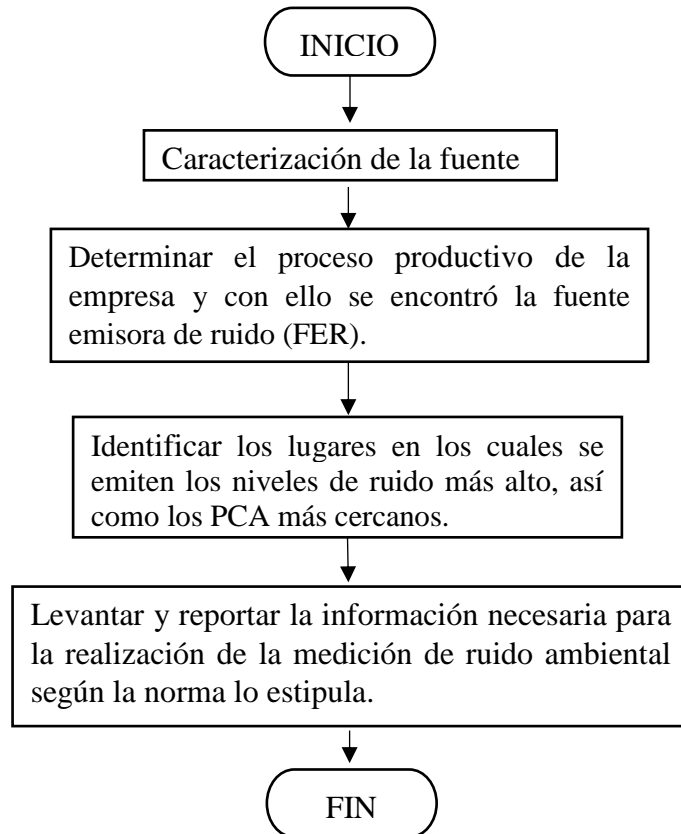 INICIO
Caracterización de la fuente
Determinar el proceso productivo de la
empresa y con ello se encontró la fuente
emisora de ruido (FER).
Identificar los lugares en los cuales se
emiten los niveles de ruido más alto, así
como los PCA más cercanos.
Levantar y reportar la información necesaria para
la realización de la medición de ruido ambiental
según la norma lo estipula.
FIN